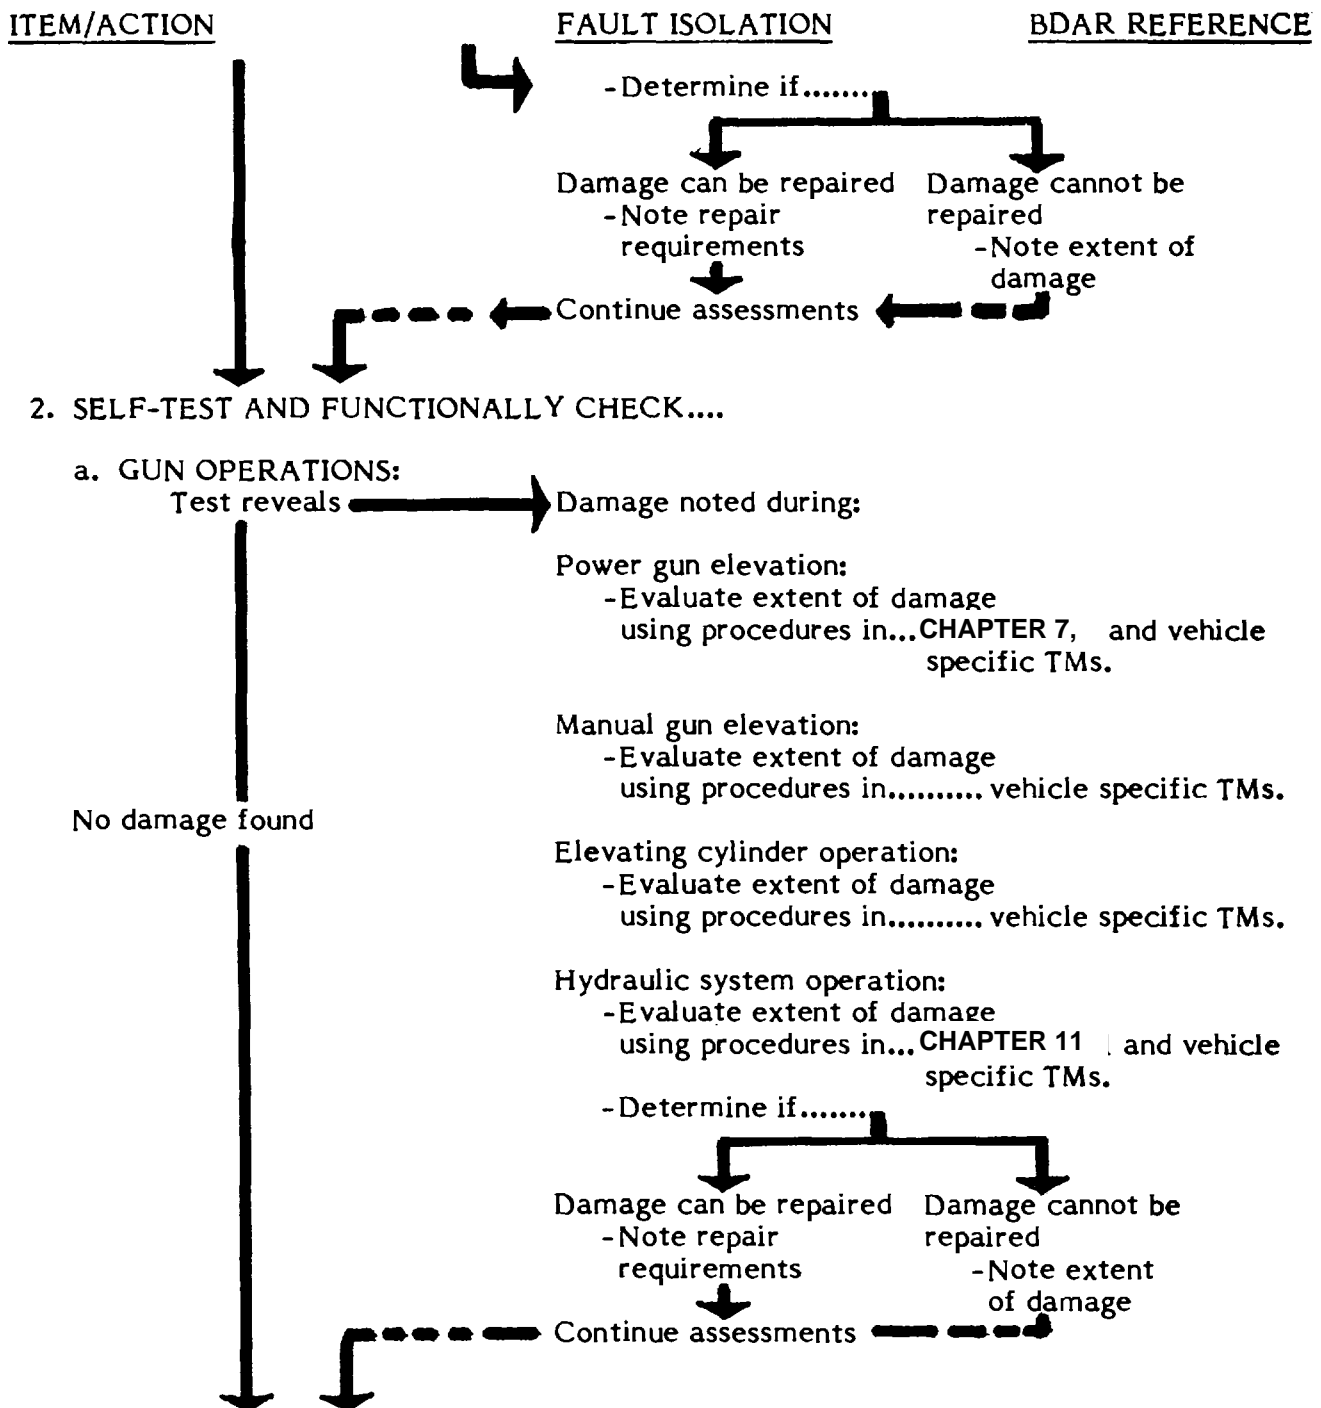 ITEM/ACTION FAULT ISOLATION BDAR REFERENCE
-Determine if........
Damage can be repaired Damage cannot be
-Note repair repaired
requirements -Note extent of
damage
Continue assessments
2. SELF-TEST AND FUNCTIONALLY CHECK....
a. GUN OPERATIONS:
Test reveals Damage noted during:
Power gun elevation:
-Evaluate extent of damage
using procedures in...CHAPTER 7, and vehicle
specific TMs.
Manual gun elevation:
-Evaluate extent of damage
using procedures in.......... vehicle specific TMs.
No damage found
Elevating cylinder operation:
-Evaluate extent of damage
using procedures in.......... vehicle specific TMs.
Hydraulic system operation:
-Evaluate extent of damage
using procedures in...CHAPTER 11 and vehicle
specific TMs.
-Determine if........
Damage can be repaired Damage cannot be
-Note repair repaired
requirements -Note extent
of damage
Continue assessments